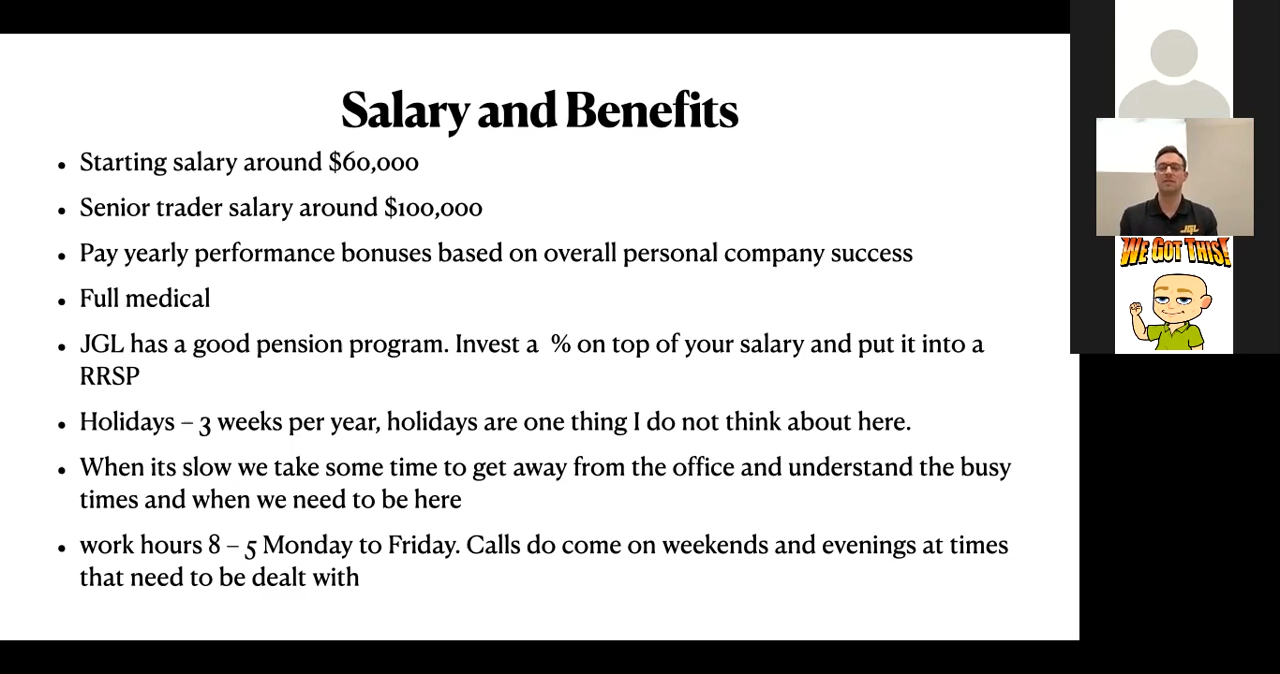 Salary and Benefits
• Starting salary around $60,000
• Senior trader salary around $100,000
• Pay yearly performance bonuses based on overall personal company success
• Full medical
• JGL has a good pension program. Invest a  % on top of your salary and put it into a
RRSP
• Holidays – 3 weeks per year, holidays are one thing I do not think about here.
• When its slow we take some time to get away from the office and understand the busy
times and when we need to be here
• work hours 8 – 5 Monday to Friday. Calls do come on weekends and evenings at times
that need to be dealt with
JGL
WE GOT THIS!